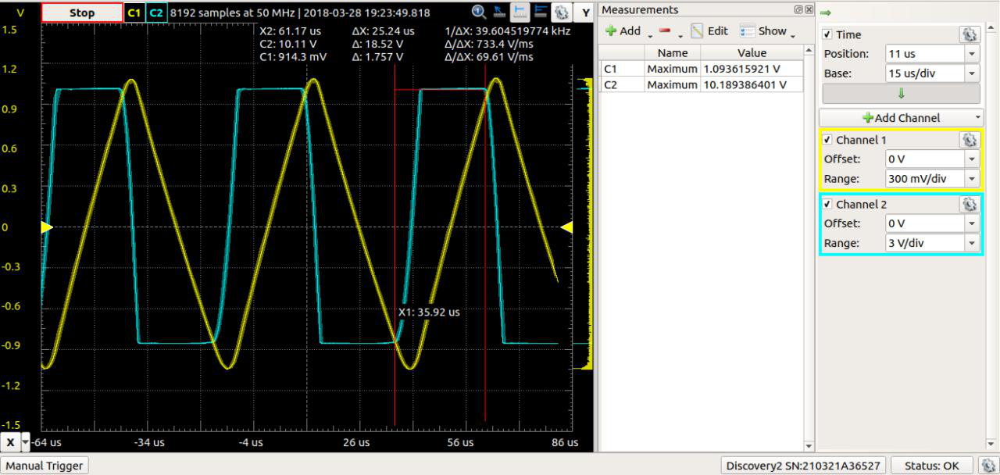 V Stop C1 C2 8192 samples at 50 MHz | 2018-03-28 19:23:49.818 Y
X2: 61.17 us ΔX: 25.24 us 1/ΔX: 39.604519774 kHz
C2: 10.11 V Δ: 18.52 V Δ/ΔX: 733.4 V/ms
C1: 914.3 mV Δ: 1.757 V Δ/ΔX: 69.61 V/ms
1.5
1.2
0.9
0.6
0.3
0
-0.3
-0.6
-0.9
-1.2
-1.5
X1: 35.92 us
X -64 us -34 us -4 us 26 us 56 us 86 us
Manual Trigger
Measurements
Add Edit Show
Name Value
C1 Maximum 1.093615921 V
C2 Maximum 10.189386401 V
Time
Position: 11 us
Base: 15 us/div
Add Channel
Channel 1
Offset: 0 V
Range: 300 mV/div
Channel 2
Offset: 0 V
Range: 3 V/div
Discovery2 SN:210321A36527 Status: OK